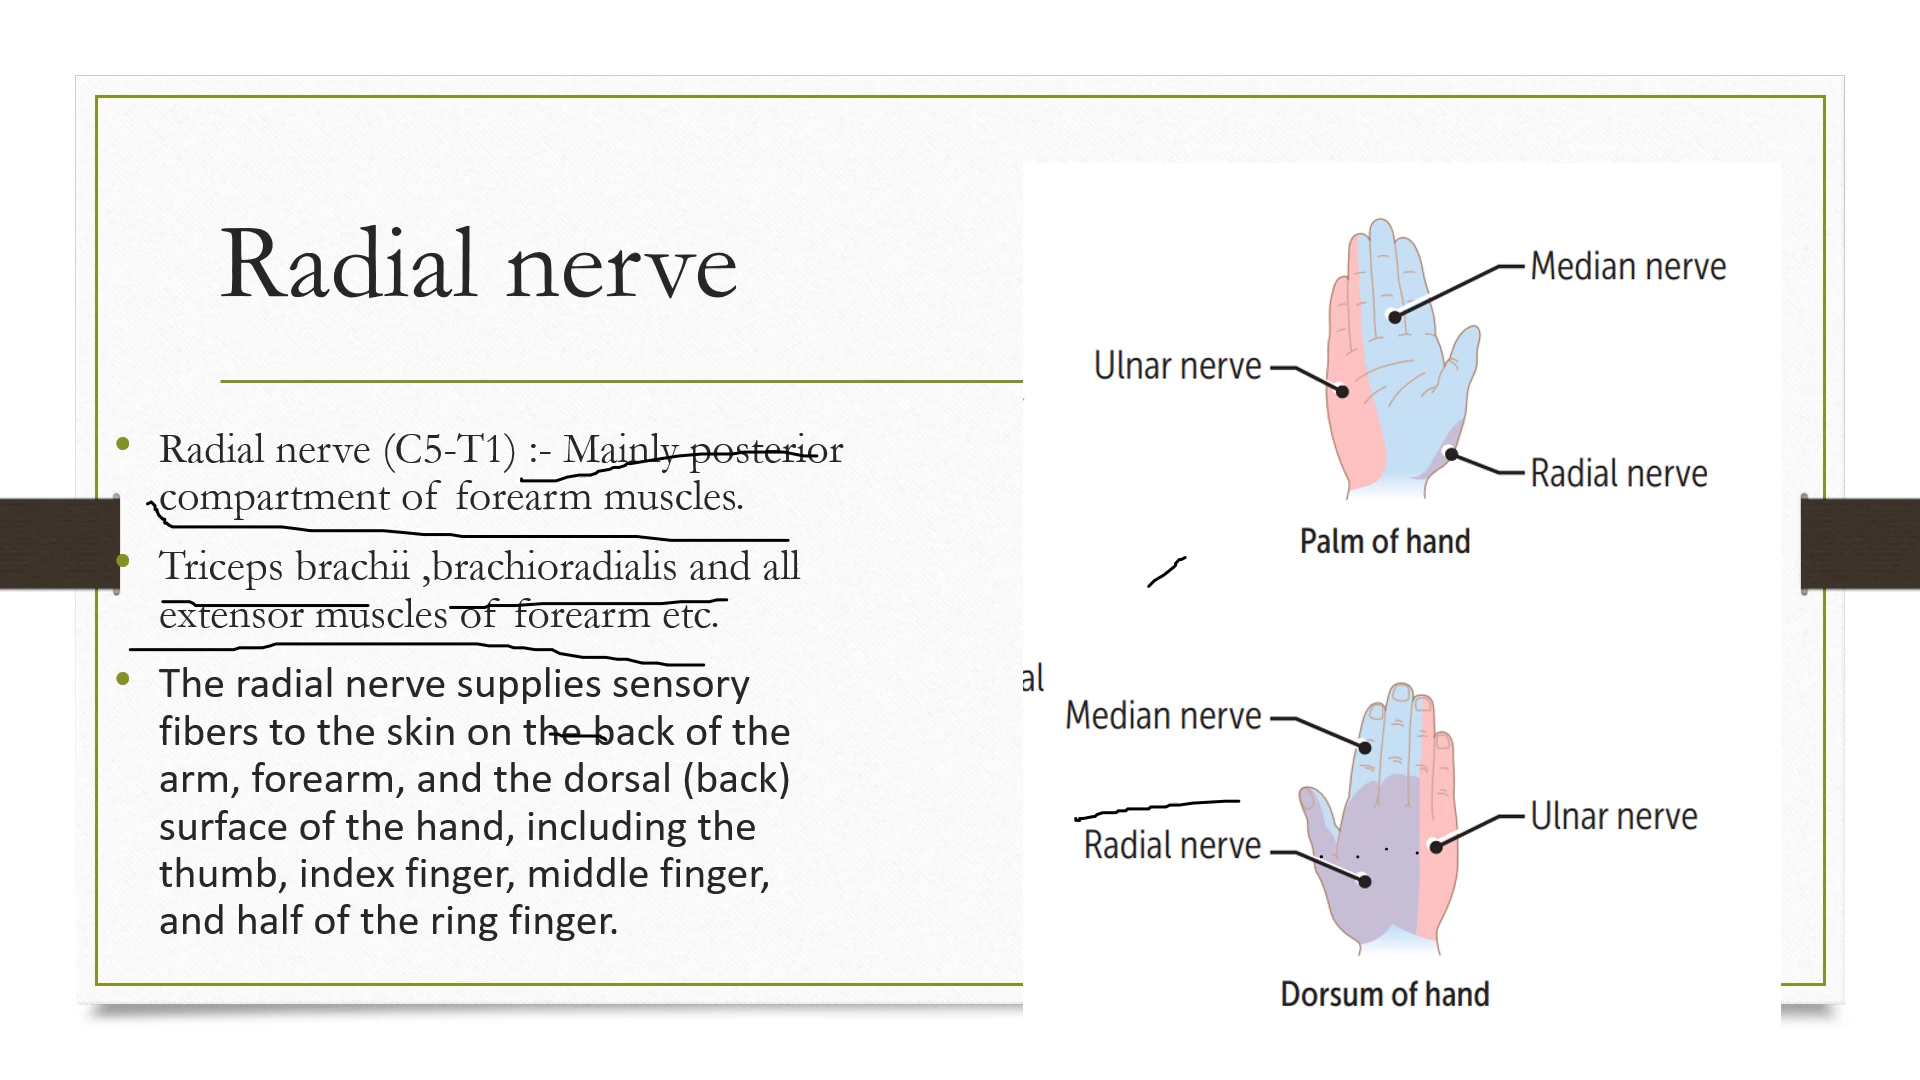 Radial nerve
Radial nerve (C5-T1) :- Mainly posterior
compartment of forearm muscles.
Triceps brachii ,brachioradialis and all
extensor muscles of forearm etc.
The radial nerve supplies sensory
fibers to the skin on the back of the
arm, forearm, and the dorsal (back)
surface of the hand, including the
thumb, index finger, middle finger,
and half of the ring finger.
Median nerve
Ulnar nerve
Radial nerve
Palm of hand
al
Median nerve
Ulnar nerve
Radial nerve
Dorsum of hand